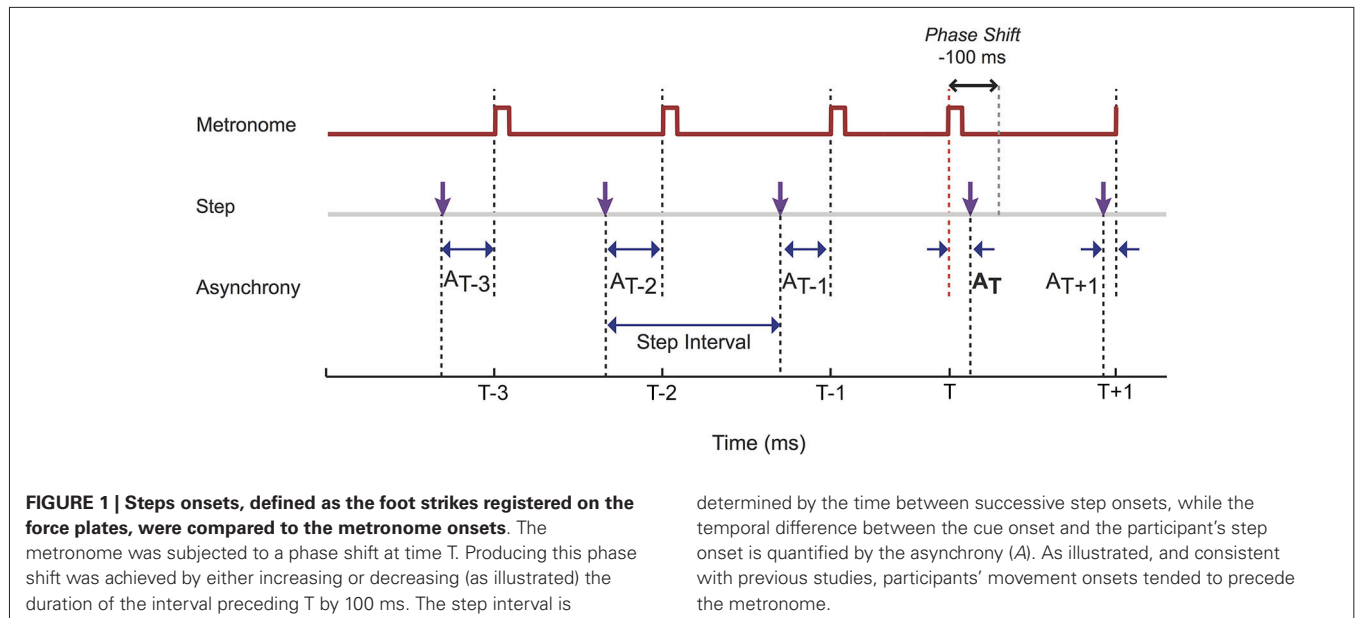 Phase Shift
-100 ms
Metronome
Step
Asynchrony
AT-3
AT-2
AT-1
AT
AT+1
Step Interval
T-3
T-2
T-1
T
T+1
Time (ms)
FIGURE 1 | Steps onsets, defined as the foot strikes registered on the
force plates, were compared to the metronome onsets. The
metronome was subjected to a phase shift at time T. Producing this phase
shift was achieved by either increasing or decreasing (as illustrated) the
duration of the interval preceding T by 100 ms. The step interval is
determined by the time between successive step onsets, while the
temporal difference between the cue onset and the participant's step
onset is quantified by the asynchrony (A). As illustrated, and consistent
with previous studies, participants' movement onsets tended to precede
the metronome.